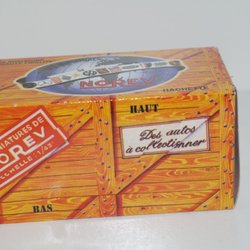 NOREV
HACHETTE
HAUT
MINIATURES DE
NOREV
ECHELLE: 1/43
Des autos
à collectionner
BAS